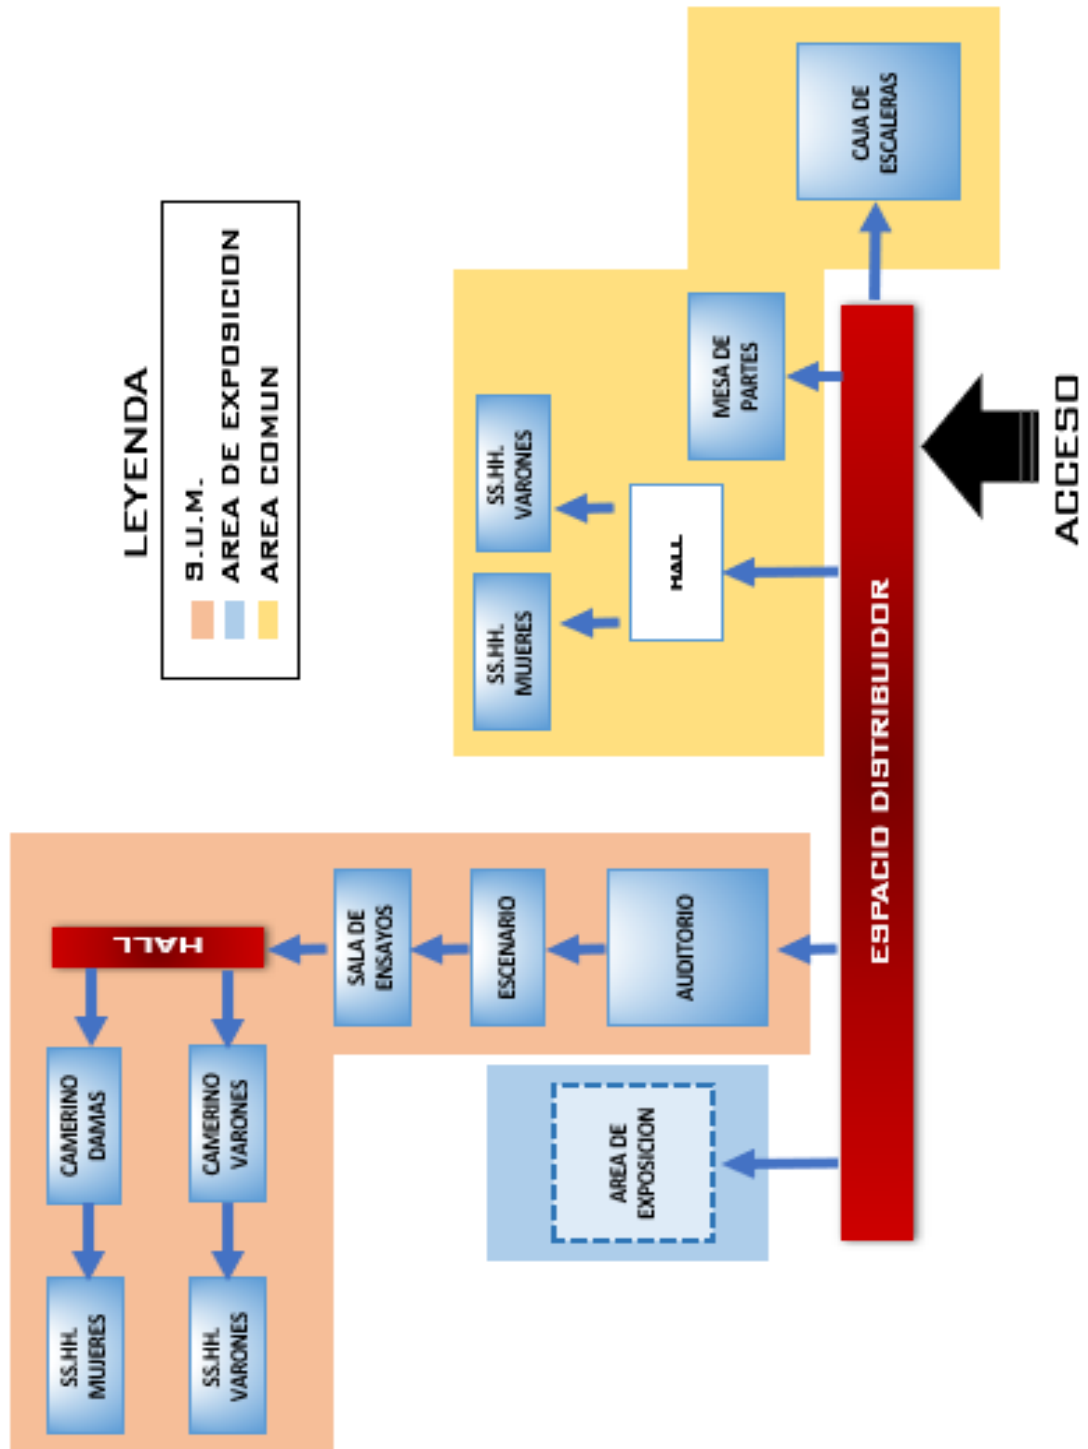 SS.HH.
MUJERES
CAMERINO
DAMAS
HALL
LEYENDA
S.U.M.
AREA DE EXPOSICION
AREA COMUN
SS.HH.
VARONES
CAMERINO
VARONES
SALA DE
ENSAYOS
ESCENARIO
SS.HH.
MUJERES
SS.HH.
VARONES
AREA DE
EXPOSICION
AUDITORIO
HALL
MESA DE
PARTES
CAJA DE
ESCALERAS
ESPACIO DISTRIBUIDOR
ACCESO